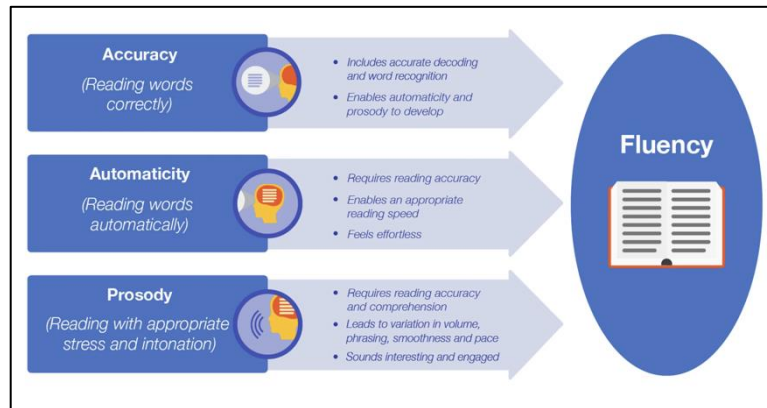 Accuracy
(Reading words
correctly)
• Includes accurate decoding
and word recognition
• Enables automaticity and
prosody to develop
Automaticity
(Reading words
automatically)
• Requires reading accuracy
• Enables an appropriate
reading speed
• Feels effortless
Prosody
(Reading with appropriate
stress and intonation)
• Requires reading accuracy
and comprehension
• Leads to variation in volume,
phrasing, smoothness and pace
• Sounds interesting and engaged
Fluency